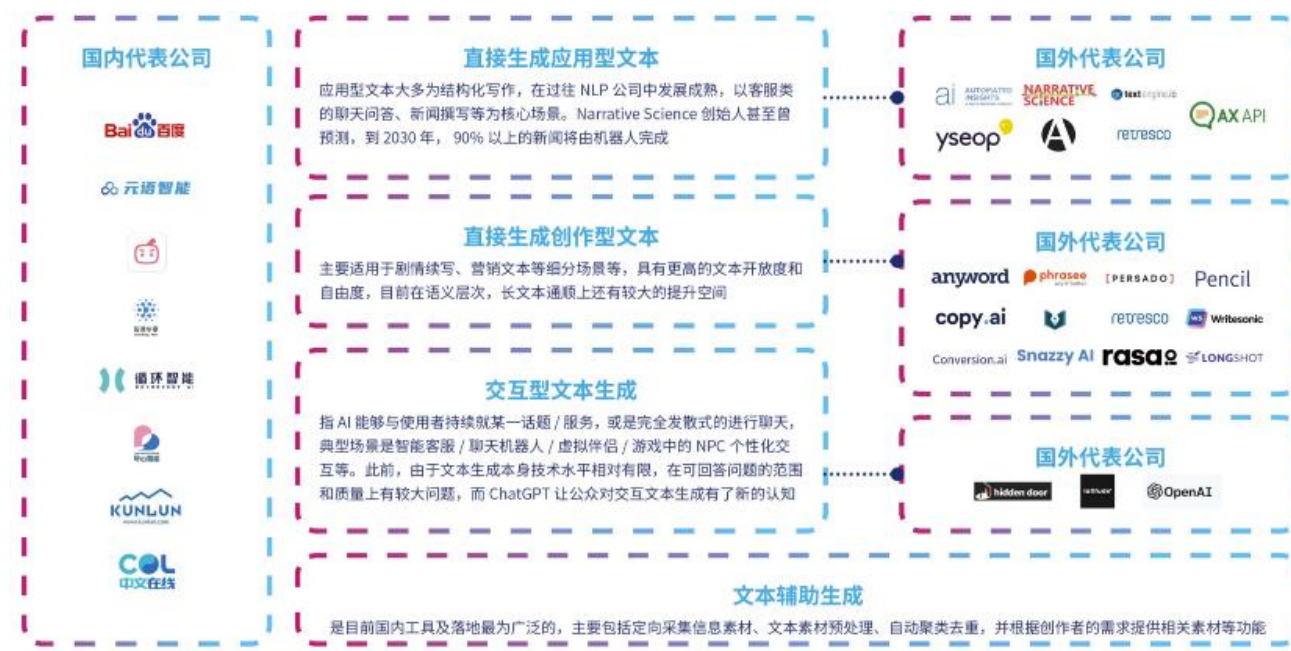 国内代表公司
Bai du 百度
元语智能
循环智能
KUNLUN
COL
中文在线
直接生成应用型文本
应用型文本大多为结构化写作，在过往 NLP 公司中发展成熟，以客服类
的聊天问答、新闻撰写等为核心场景。Narrative Science 创始人甚至曾
预测，到 2030 年， 90% 以上的新闻将由机器人完成
国外代表公司
ai AUTOMATED INSIGHTS
NARRATIVE SCIENCE
textengine.io
AX API
yseop
A
retresco
直接生成创作型文本
主要适用于剧情续写、营销文本等细分场景等，具有更高的文本开放度和
自由度，目前在语义层次，长文本通顺上还有较大的提升空间
国外代表公司
anyword
phrasee
[PERSADO]
Pencil
copy.ai
retresco
WS Writesonic
Conversion.ai
Snazzy AI
rasa
LONGSHOT
交互型文本生成
指 AI 能够与使用者持续就某一话题 / 服务，或是完全发散式的进行聊天，
典型场景是智能客服 / 聊天机器人 / 虚拟伴侣 / 游戏中的 NPC 个性化交
互等。此前，由于文本生成本身技术水平相对有限，在可回答问题的范围
和质量上有较大问题，而 ChatGPT 让公众对交互文本生成有了新的认知
国外代表公司
hidden door
OpenAI
文本辅助生成
是目前国内工具及落地最为广泛的，主要包括定向采集信息素材、文本素材预处理、自动聚类去重，并根据创作者的需求提供相关素材等功能